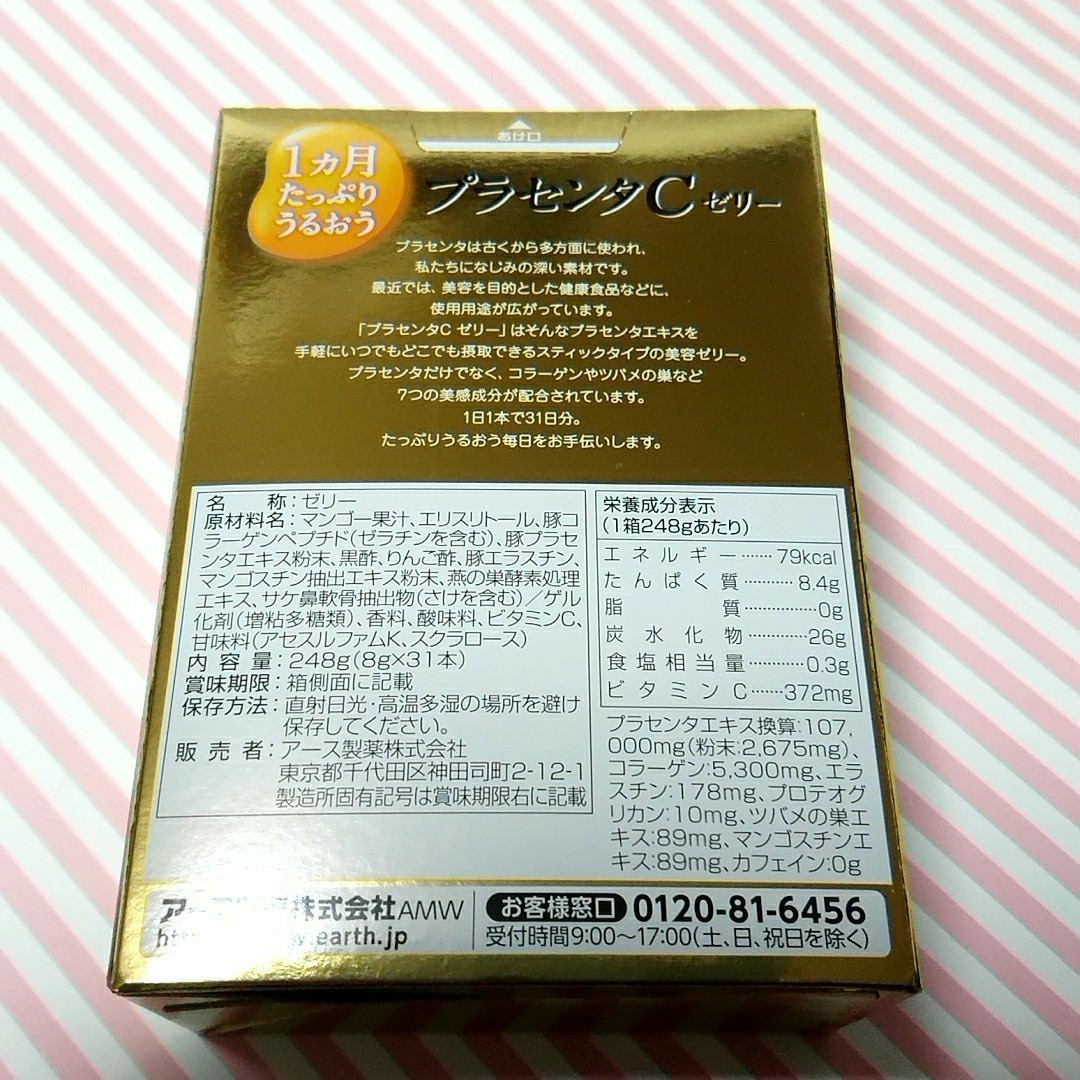 あけ口
1ヵ月
たっぷり
うるおう
プラセンタC ゼリー
プラセンタは古くから多方面に使われ、
私たちになじみの深い素材です。
最近では、美容を目的とした健康食品などに、
使用用途が広がっています。
「プラセンタC ゼリー」はそんなプラセンタエキスを
手軽にいつでもどこでも摂取できるスティックタイプの美容ゼリー。
プラセンタだけでなく、コラーゲンやツバメの巣など
7つの美感成分が配合されています。
1日1本で31日分。
たっぷりうるおう毎日をお手伝いします。
名 称：ゼリー
原材料名：マンゴー果汁、エリスリトール、豚コ
ラーゲンペプチド(ゼラチンを含む)、豚プラセ
ンタエキス粉末、黒酢、りんご酢、豚エラスチン、
マンゴスチン抽出エキス粉末、燕の巣酵素処理
エキス、サケ鼻軟骨抽出物(さけを含む)／ゲル
化剤(増粘多糖類)、香料、酸味料、ビタミンC、
甘味料(アセスルファムK、スクラロース)
内容量：248g(8g×31本)
賞味期限：箱側面に記載
保存方法：直射日光・高温多湿の場所を避け
保存してください。
販売者：アース製薬株式会社
東京都千代田区神田司町2-12-1
製造所固有記号は賞味期限右に記載
栄養成分表示
(1箱248gあたり)
エネルギー……79kcal
たんぱく質………8.4g
脂 質……………0g
炭水化物…………26g
食塩相当量………0.3g
ビタミンC……372mg
プラセンタエキス換算：107,
000mg(粉末：2,675mg)、
コラーゲン：5,300mg、エラ
スチン：178mg、プロテオグ
リカン：10mg、ツバメの巣エ
キス：89mg、マンゴスチンエ
キス：89mg、カフェイン：0g
株式会社AMW
.earth.jp
お客様窓口 0120-81-6456
受付時間9:00〜17:00(土、日、祝日を除く)